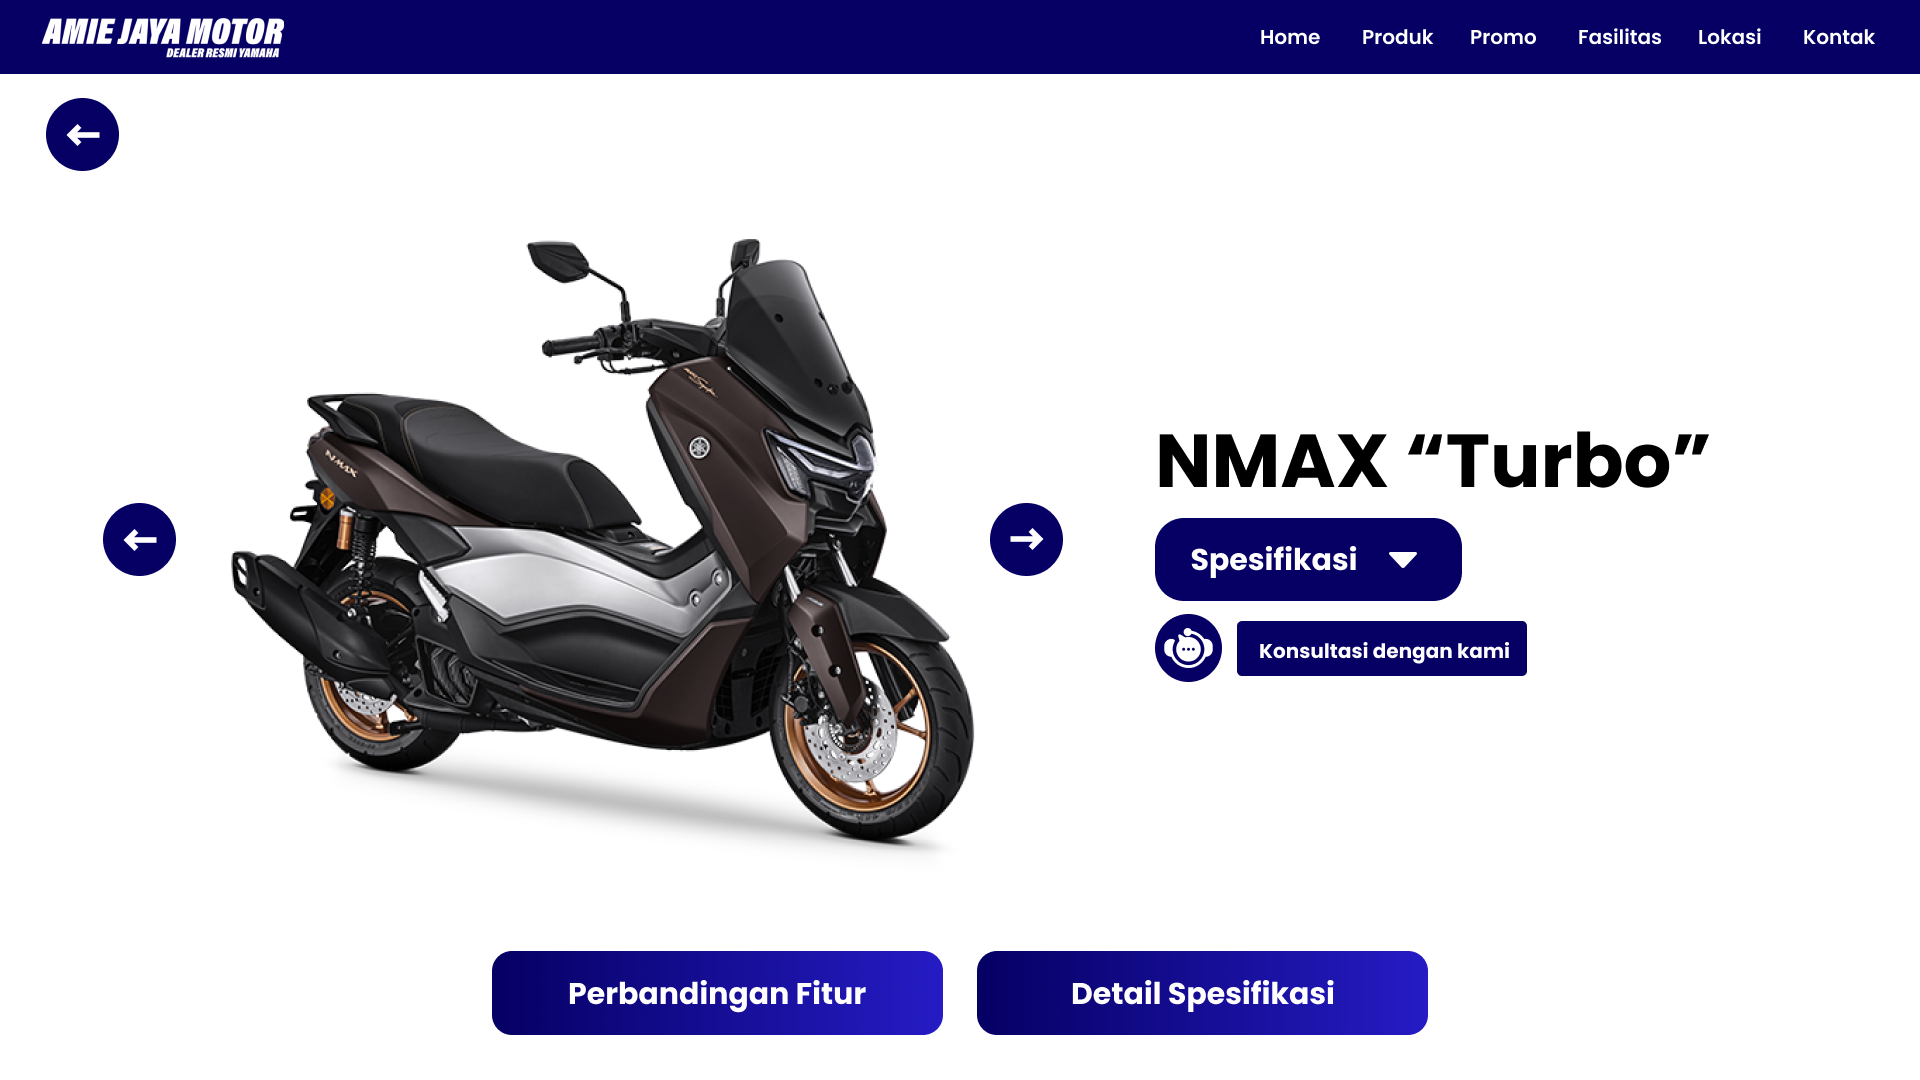 AMIE JAYA MOTOR
DEALER RESMI YAMAHA
Home Produk Promo Fasilitas Lokasi Kontak
NMAX
NMAX “Turbo”
Spesifikasi
Konsultasi dengan kami
Perbandingan Fitur Detail Spesifikasi